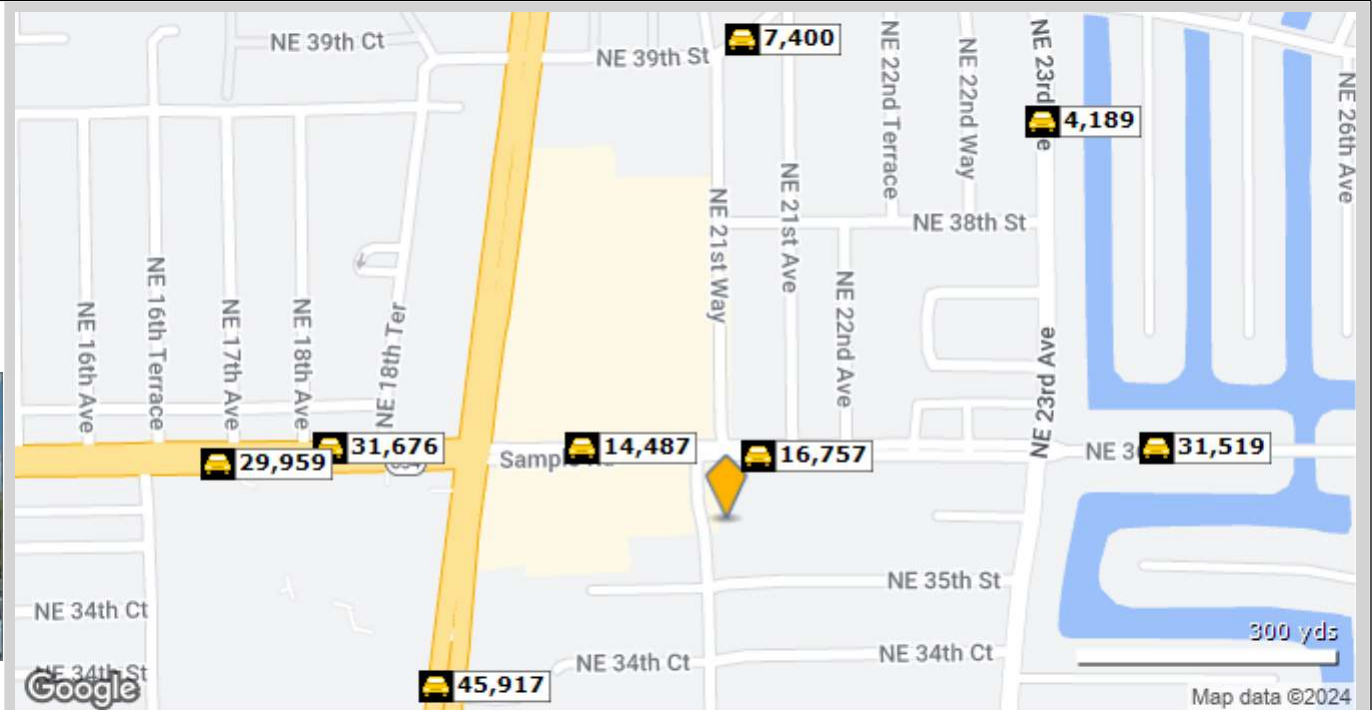 NE 39th Ct
NE 39th St
7,400
NE 22nd Terrace
NE 22nd Way
NE 23rd
4,189
NE 26th Ave
NE 16th Ave
NE 16th Terrace
NE 17th Ave
NE 18th Ave
NE 18th Ter
NE 21st Way
NE 21st Ave
NE 38th St
NE 22nd Ave
NE 23rd Ave
29,959
31,676
Sample
14,487
16,757
31,519
NE 35th St
NE 34th Ct
NE 34th St
NE 34th Ct
NE 34th Ct
300 yds
45,917
Google
Map data ©2024